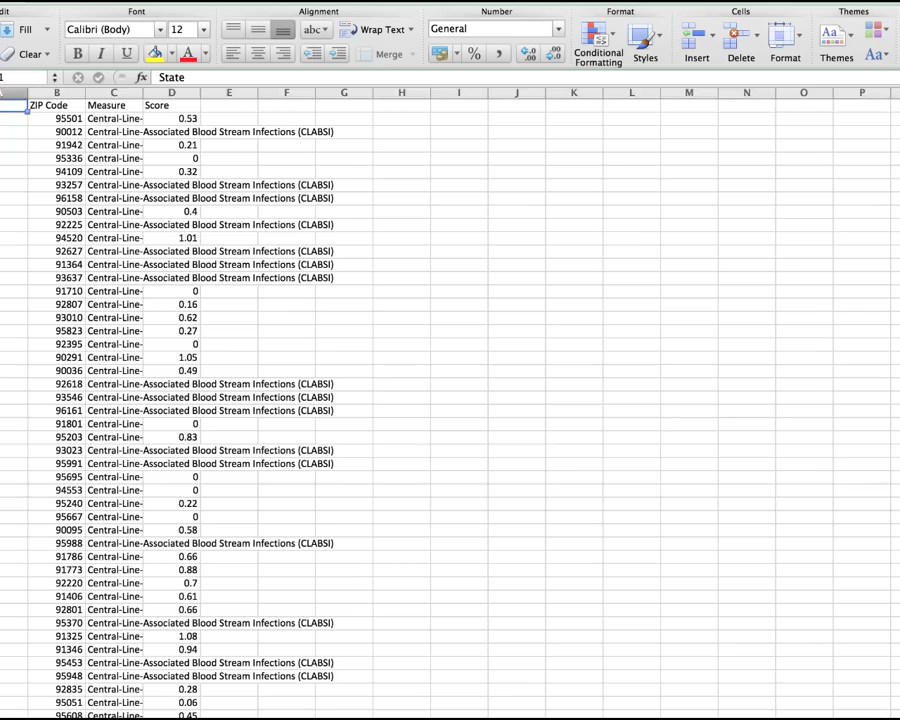 dit Font Alignment Number Format Cells Themes
Fill Calibri (Body) 12 abc Wrap Text General
Clear B I U A Merge % Conditional Formatting Styles Insert Delete Format Themes Aa
1 fx State
A B C D E F G H I J K L M N O P
ZIP Code Measure Score
95501 Central-Line- 0.53
90012 Central-Line-Associated Blood Stream Infections (CLABSI)
91942 Central-Line- 0.21
95336 Central-Line- 0
94109 Central-Line- 0.32
93257 Central-Line-Associated Blood Stream Infections (CLABSI)
96158 Central-Line-Associated Blood Stream Infections (CLABSI)
90503 Central-Line- 0.4
92225 Central-Line-Associated Blood Stream Infections (CLABSI)
94520 Central-Line- 1.01
92627 Central-Line-Associated Blood Stream Infections (CLABSI)
91364 Central-Line-Associated Blood Stream Infections (CLABSI)
93637 Central-Line-Associated Blood Stream Infections (CLABSI)
91710 Central-Line- 0
92807 Central-Line- 0.16
93010 Central-Line- 0.62
95823 Central-Line- 0.27
92395 Central-Line- 0
90291 Central-Line- 1.05
90036 Central-Line- 0.49
92618 Central-Line-Associated Blood Stream Infections (CLABSI)
93546 Central-Line-Associated Blood Stream Infections (CLABSI)
96161 Central-Line-Associated Blood Stream Infections (CLABSI)
91801 Central-Line- 0
95203 Central-Line- 0.83
93023 Central-Line-Associated Blood Stream Infections (CLABSI)
95991 Central-Line-Associated Blood Stream Infections (CLABSI)
95695 Central-Line- 0
94553 Central-Line- 0
95240 Central-Line- 0.22
95667 Central-Line- 0
90095 Central-Line- 0.58
95988 Central-Line-Associated Blood Stream Infections (CLABSI)
91786 Central-Line- 0.66
91773 Central-Line- 0.88
92220 Central-Line- 0.7
91406 Central-Line- 0.61
92801 Central-Line- 0.66
95370 Central-Line-Associated Blood Stream Infections (CLABSI)
91325 Central-Line- 1.08
91346 Central-Line- 0.94
95453 Central-Line-Associated Blood Stream Infections (CLABSI)
95948 Central-Line-Associated Blood Stream Infections (CLABSI)
92835 Central-Line- 0.28
95051 Central-Line- 0.06
95608 Central-Line- 0.45